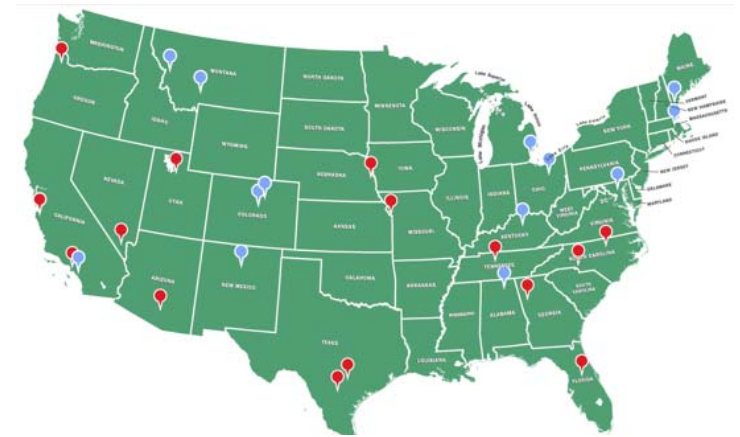 WASHINGTON
MONTANA
NORTH DAKOTA
MINNESOTA
Lake Superior
MAINE
OREGON
IDAHO
SOUTH DAKOTA
WISCONSIN
Lake Michigan
Lake Huron
Lake Ontario
NEW YORK
VERMONT
NEW HAMPSHIRE
MASSACHUSETTS
RHODE ISLAND
CONNECTICUT
WYOMING
NEBRASKA
IOWA
Lake Erie
PENNSYLVANIA
NEW JERSEY
NEVADA
UTAH
COLORADO
ILLINOIS
INDIANA
OHIO
DELAWARE
MARYLAND
DC
CALIFORNIA
KANSAS
MISSOURI
WEST
VIRGINIA
VIRGINIA
KENTUCKY
ARIZONA
NEW MEXICO
OKLAHOMA
ARKANSAS
TENNESSEE
NORTH CAROLINA
SOUTH
CAROLINA
MISSISSIPPI
ALABAMA
GEORGIA
TEXAS
LOUISIANA
FLORIDA